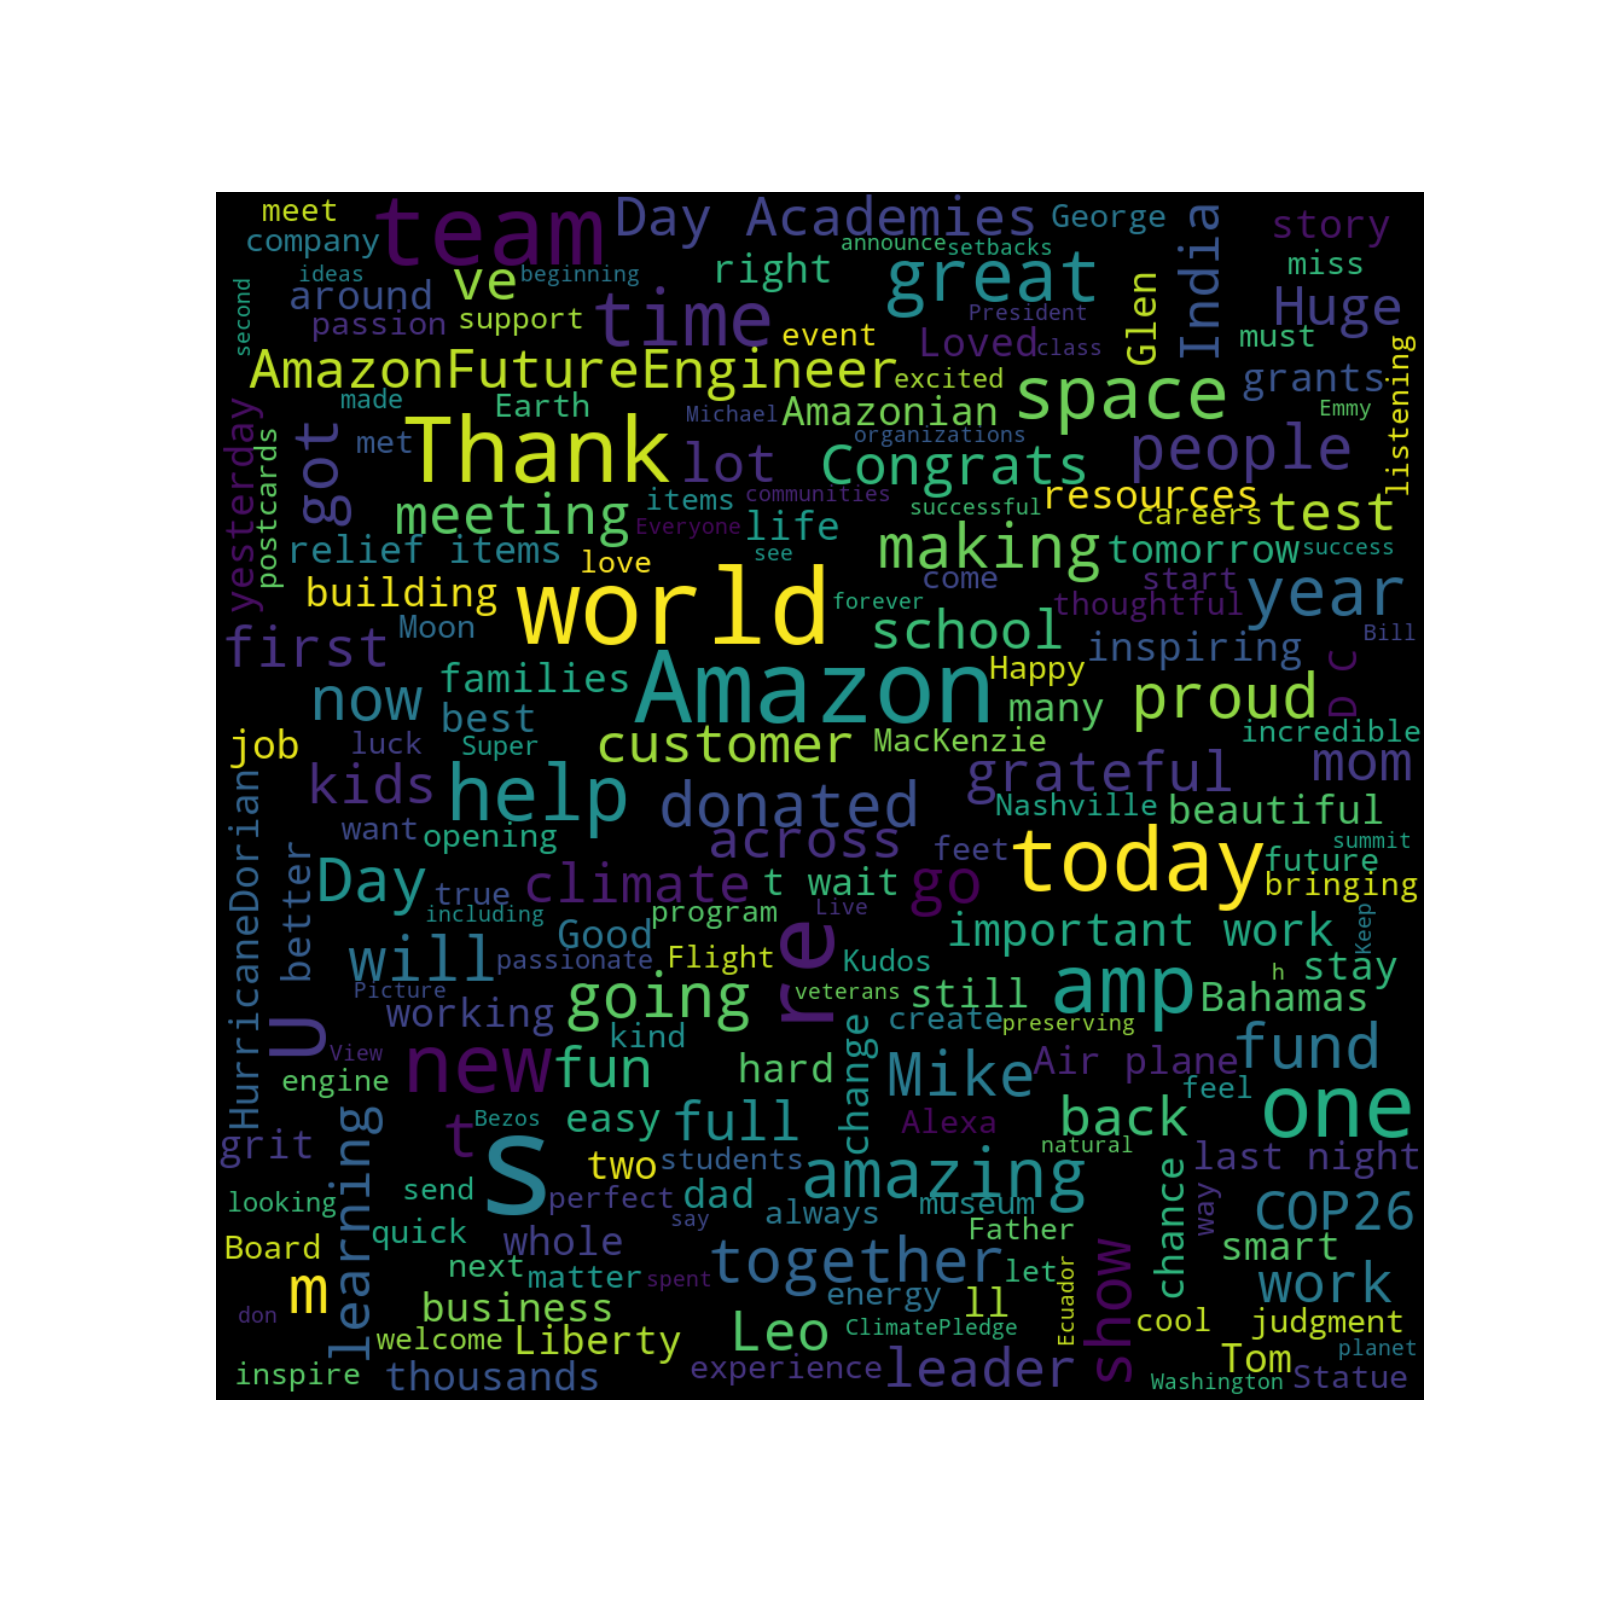 meet
team
Day Academies
George
India
story
company
announce
setbacks
great
right
miss
ideas
beginning
ve
around
time
Huge
second
passion
support
event
President
Loved
class
Glen
must
AmazonFutureEngineer
excited
space
grants
listening
made
Earth
Michael
Amazonian
Emmy
yesterday
postcards
got
met
Thank
lot
organizations
Congrats
people
meeting
items
communities
successful
resources
careers
test
Everyone
life
relief items
love
see
making
tomorrow
success
building
world
come
start
year
forever
thoughtful
first
Moon
school
inspiring
Bill
D C
families
Amazon
Happy
now
best
many
proud
job
luck
Super
customer
MacKenzie
incredible
kids
help
donated
grateful
mom
want
opening
Nashville
beautiful
HurricaneDorian
across
feet
today
summit
future
better
Day
true
climate
t wait
go
bringing
including
program
Live
Good
important work
Keep
will
passionate
Flight
re
Kudos
h
stay
Picture
going
veterans
still
amp
Bahamas
U
working
kind
create
preserving
View
change
engine
new
fun
hard
Mike
Air plane
fund
feel
learning
Bezos
easy
full
Alexa
back
one
grit
t
s
two
students
natural
last night
looking
send
perfect
dad
amazing
museum
chance
way
COP26
quick
say
always
Father
Board
whole
together
smart
m
next
matter
spent
let
Ecuador
show
work
don
business
energy
ll
cool
judgment
welcome
Liberty
Leo
ClimatePledge
Tom
planet
inspire
thousands
experience
leader
Washington
Statue